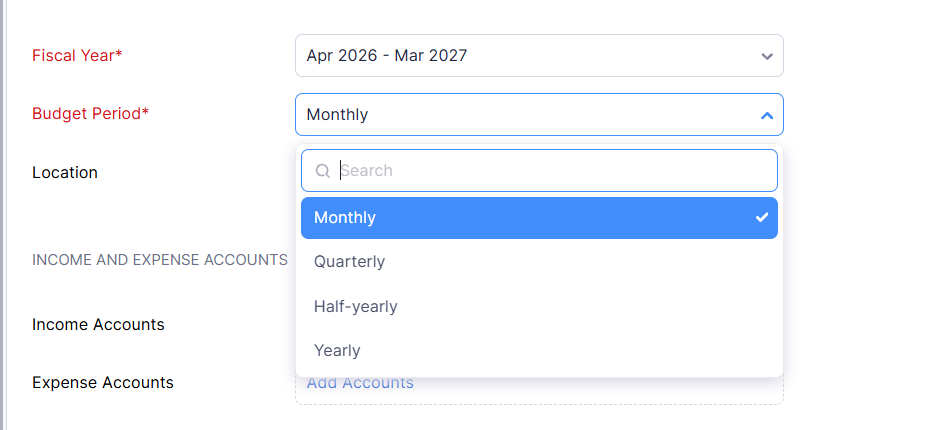 Fiscal Year*
Apr 2026 - Mar 2027
Budget Period*
Monthly
Location
Search
Monthly
Quarterly
Half-yearly
Yearly
INCOME AND EXPENSE ACCOUNTS
Income Accounts
Expense Accounts
Add Accounts